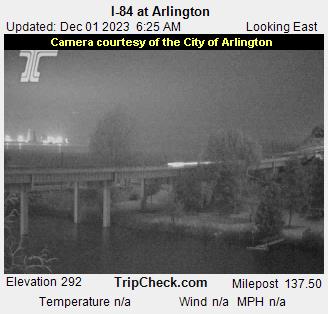 I-84 at Arlington
Updated: Dec 01 2023 6:25 AM Looking East
Camera courtesy of the City of Arlington
Elevation 292 TripCheck.com Milepost 137.50
Temperature n/a Wind n/a MPH n/a